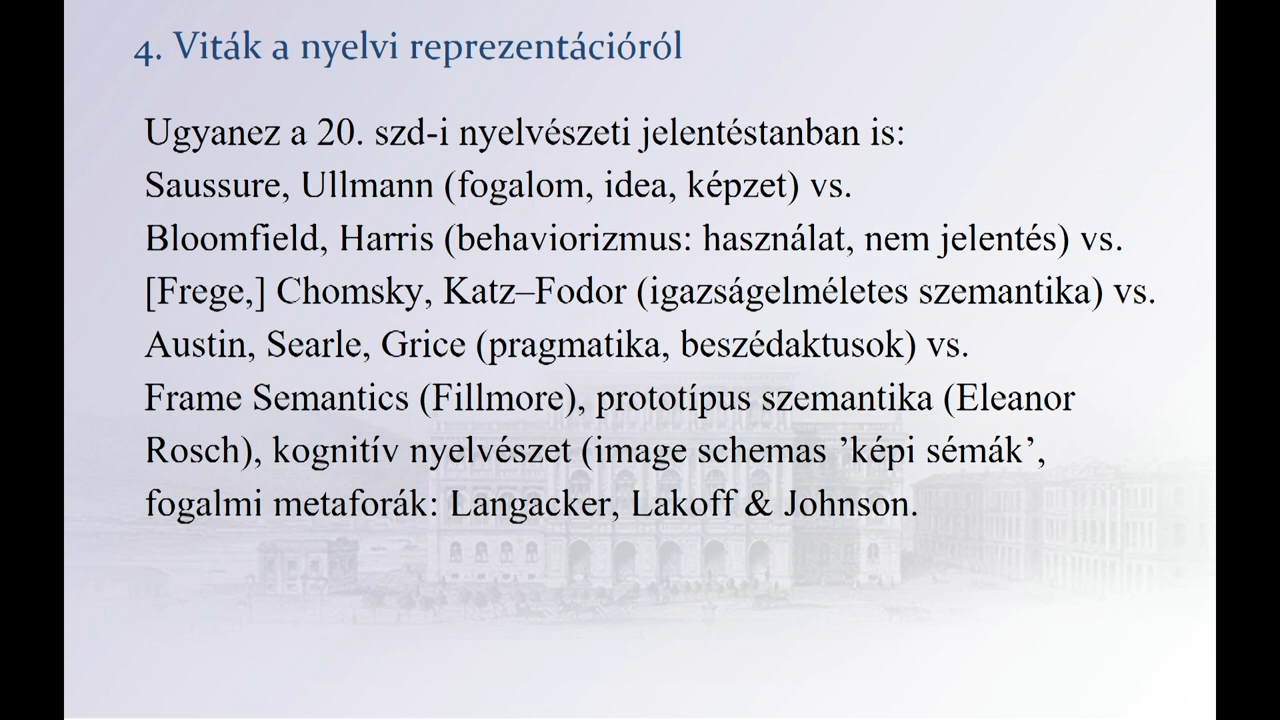 4. Viták a nyelvi reprezentációról
Ugyanez a 20. szd-i nyelvészeti jelentéstanban is:
Saussure, Ullmann (fogalom, idea, képzet) vs.
Bloomfield, Harris (behaviorizmus: használat, nem jelentés) vs.
[Frege,] Chomsky, Katz–Fodor (igazságelméletes szemantika) vs.
Austin, Searle, Grice (pragmatika, beszédaktusok) vs.
Frame Semantics (Fillmore), prototípus szemantika (Eleanor
Rosch), kognitív nyelvészet (image schemas ’képi sémák’,
fogalmi metaforák: Langacker, Lakoff & Johnson.